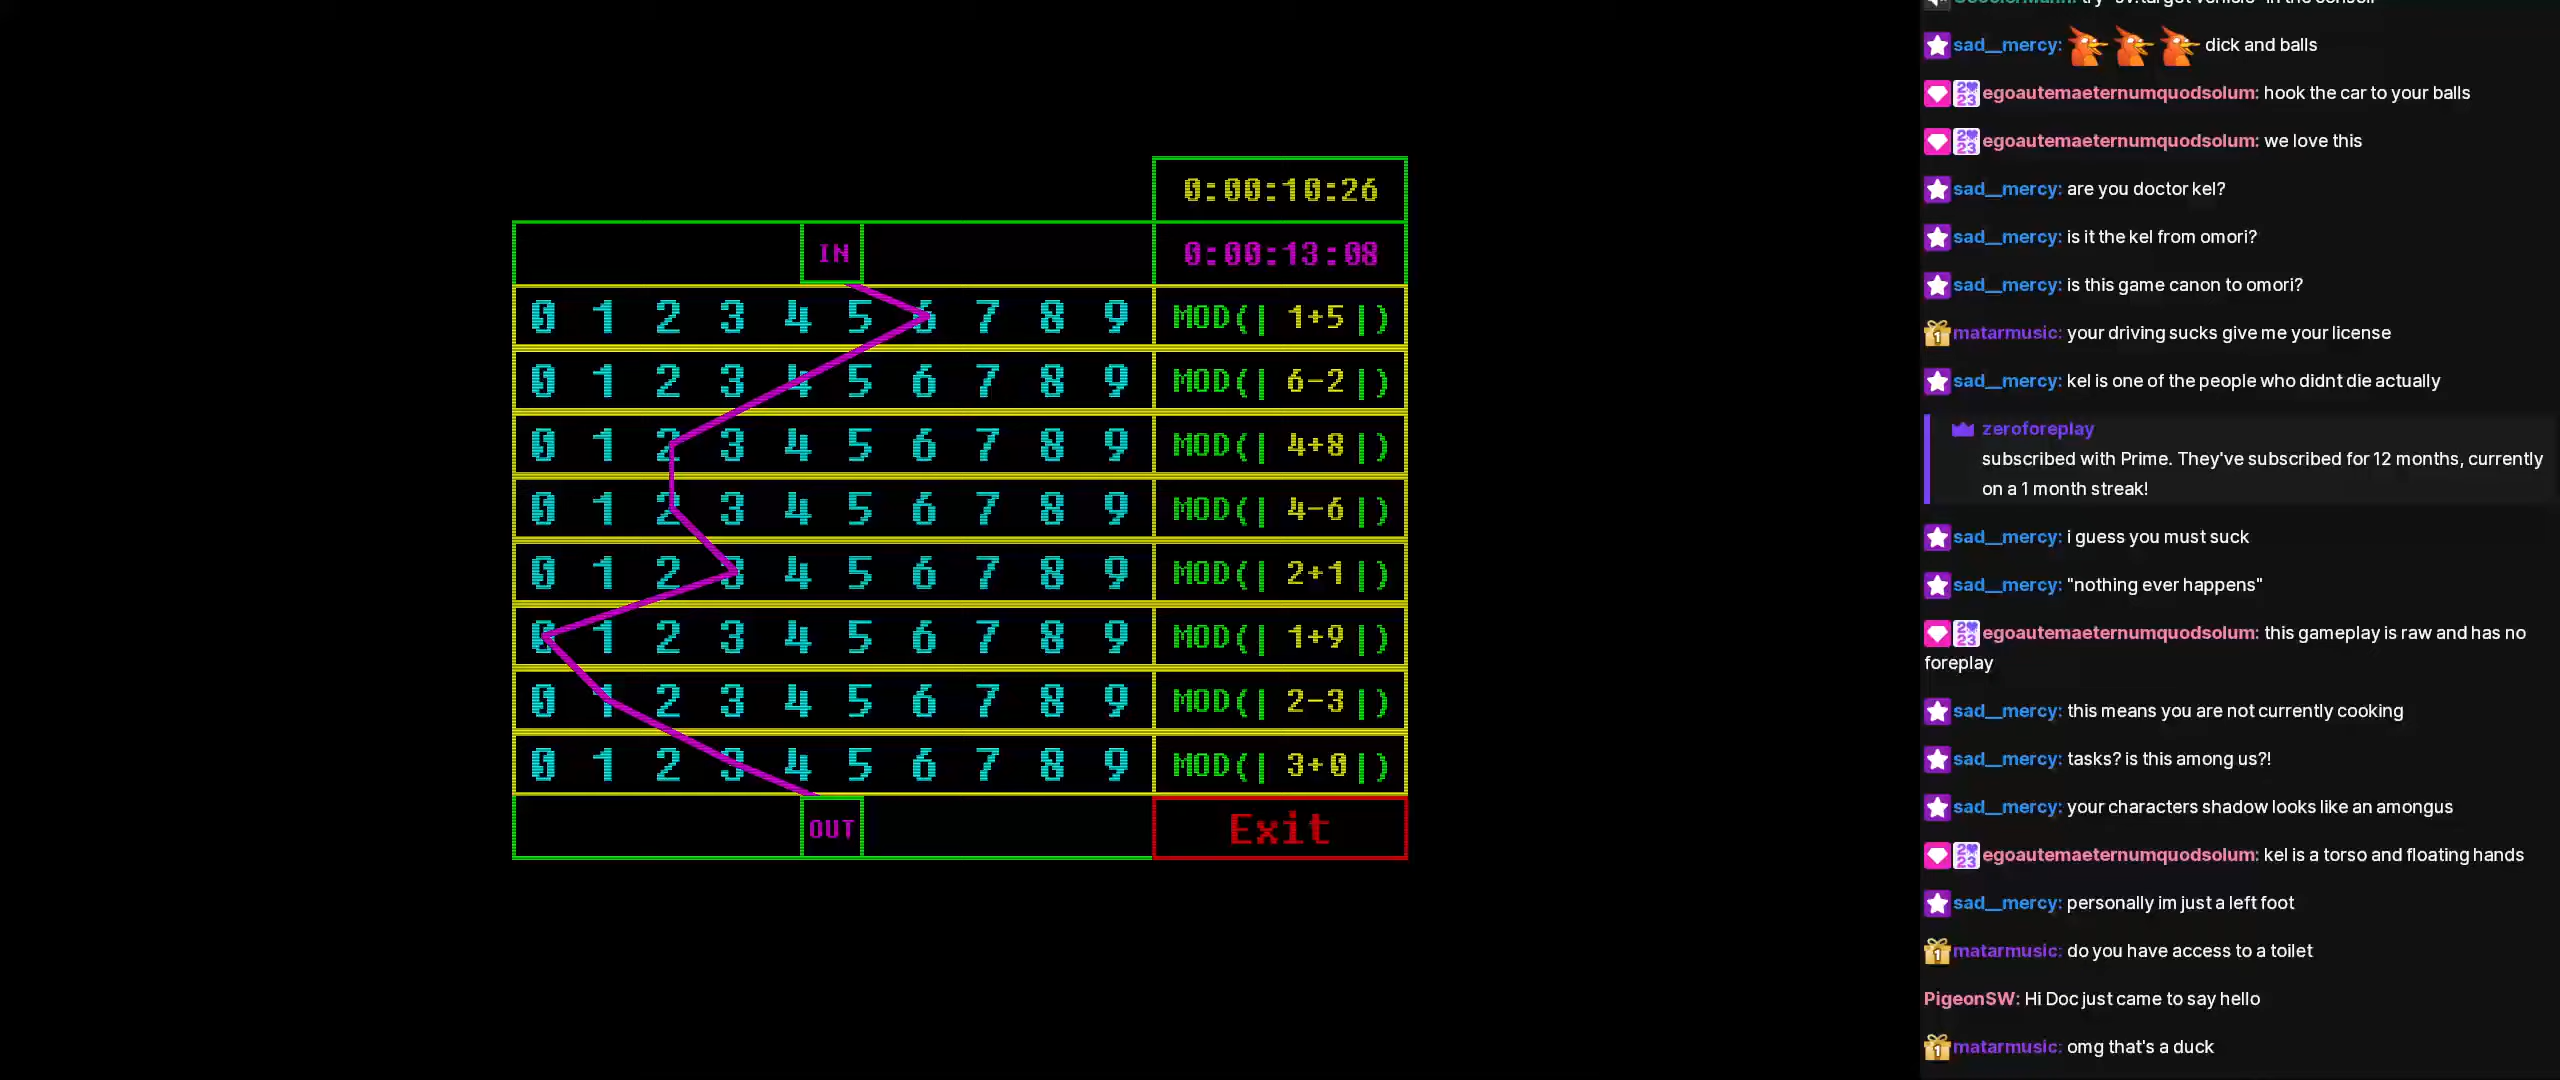 0:00:10:26
IN
0:00:13:08
0 1 2 3 4 5 6 7 8 9 MOD(| 1+5 |)
0 1 2 3 4 5 6 7 8 9 MOD(| 6-2 |)
0 1 2 3 4 5 6 7 8 9 MOD(| 4+8 |)
0 1 2 3 4 5 6 7 8 9 MOD(| 4-6 |)
0 1 2 3 4 5 6 7 8 9 MOD(| 2+1 |)
0 1 2 3 4 5 6 7 8 9 MOD(| 1+9 |)
0 1 2 3 4 5 6 7 8 9 MOD(| 2-3 |)
0 1 2 3 4 5 6 7 8 9 MOD(| 3+0 |)
OUT
Exit
sad__mercy: dick and balls
egoautemaeternumquodsolum: hook the car to your balls
egoautemaeternumquodsolum: we love this
sad__mercy: are you doctor kel?
sad__mercy: is it the kel from omori?
sad__mercy: is this game canon to omori?
matarmusic: your driving sucks give me your license
sad__mercy: kel is one of the people who didnt die actually
zeroforeplay
subscribed with Prime. They've subscribed for 12 months, currently
on a 1 month streak!
sad__mercy: i guess you must suck
sad__mercy: "nothing ever happens"
egoautemaeternumquodsolum: this gameplay is raw and has no
foreplay
sad__mercy: this means you are not currently cooking
sad__mercy: tasks? is this among us?!
sad__mercy: your characters shadow looks like an amongus
egoautemaeternumquodsolum: kel is a torso and floating hands
sad__mercy: personally im just a left foot
matarmusic: do you have access to a toilet
PigeonSW: Hi Doc just came to say hello
matarmusic: omg that's a duck